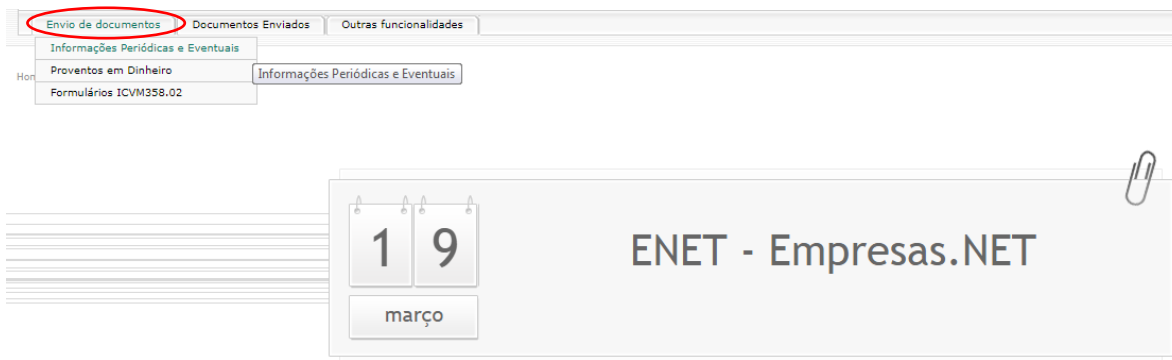 Envio de documentos
Documentos Enviados
Outras funcionalidades
Informações Periódicas e Eventuais
Proventos em Dinheiro
Informações Periódicas e Eventuais
Formulários ICVM358.02
Hon
1 9
março
ENET - Empresas.NET